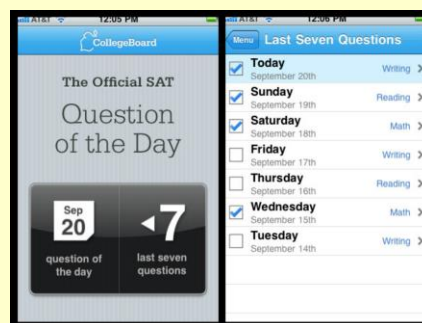 AT&T 12:05 PM
CollegeBoard
The Official SAT
Question
of the Day
Sep
20
question of
the day
7
last seven
questions
AT&T 12:06 PM
Menu Last Seven Questions
Today Writing
September 20th
Sunday Reading
September 19th
Saturday Math
September 18th
Friday Writing
September 17th
Thursday Reading
September 16th
Wednesday Math
September 15th
Tuesday Writing
September 14th